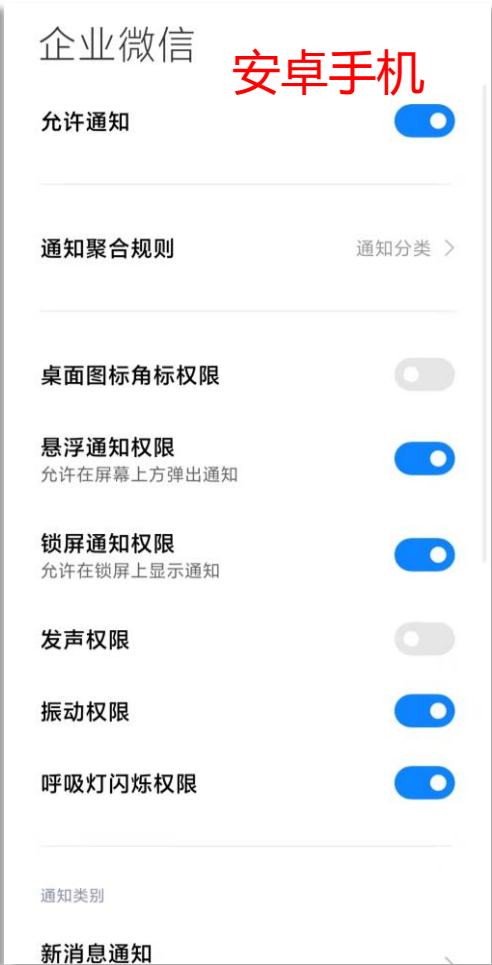 企业微信
安卓手机
允许通知
通知聚合规则
通知分类
桌面图标角标权限
悬浮通知权限
允许在屏幕上方弹出通知
锁屏通知权限
允许在锁屏上显示通知
发声权限
振动权限
呼吸灯闪烁权限
通知类别
新消息通知